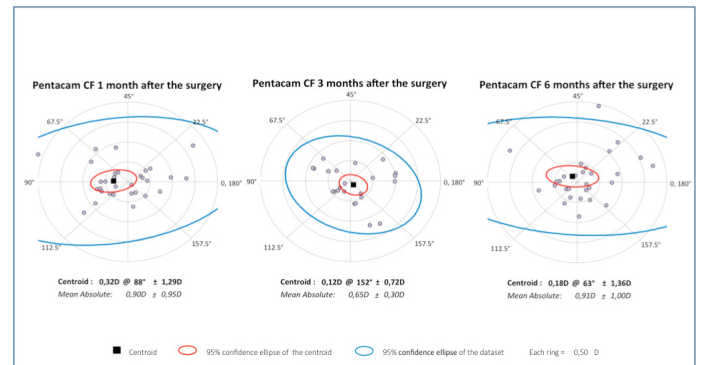 Pentacam CF 1 month after the surgery
45°
67.5°
22.5°
90°
0, 180°
112.5°
157.5°
Centroid : 0,32D @ 88° ± 1,29D
Mean Absolute: 0,90D ± 0,95D
Pentacam CF 3 months after the surgery
45°
67.5°
22.5°
90°
0, 180°
112.5°
157.5°
Centroid : 0,12D @ 152° ± 0,72D
Mean Absolute: 0,65D ± 0,30D
Pentacam CF 6 months after the surgery
45°
67.5°
22.5°
90°
0, 180°
112.5°
157.5°
Centroid : 0,18D @ 63° ± 1,36D
Mean Absolute: 0,91D ± 1,00D
Centroid 95% confidence ellipse of the centroid 95% confidence ellipse of the dataset Each ring = 0,50 D